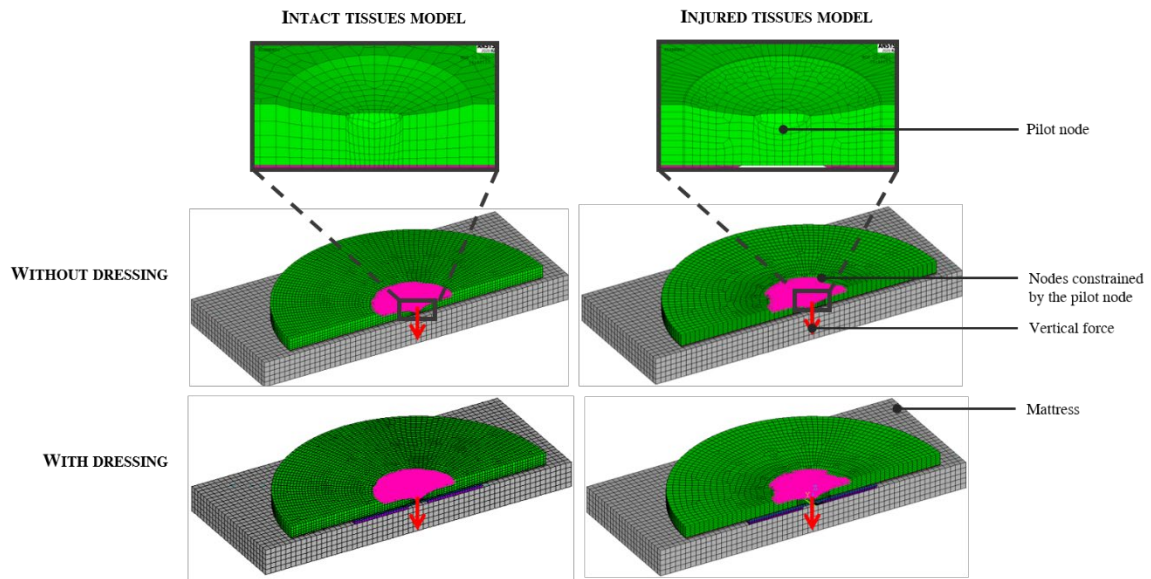 INTACT TISSUES MODEL
INJURED TISSUES MODEL
Pilot node
WITHOUT DRESSING
Nodes constrained
by the pilot node
Vertical force
Mattress
WITH DRESSING